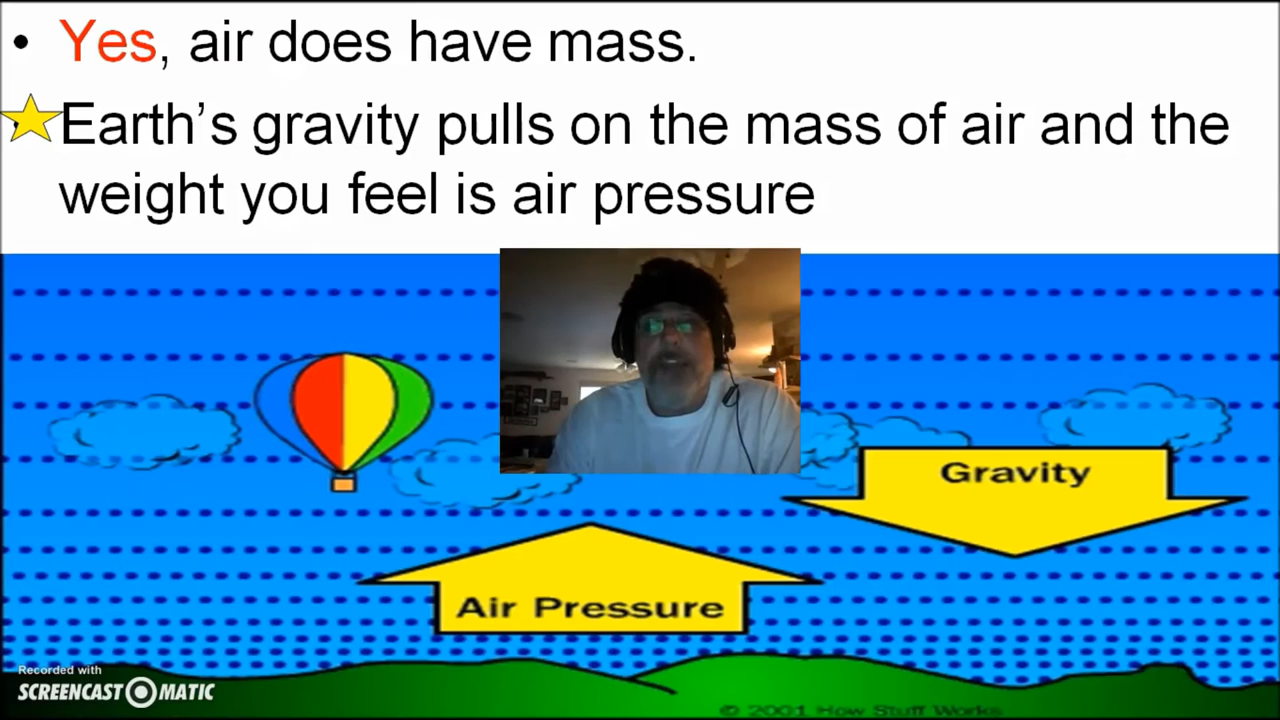 • Yes, air does have mass.
Earth's gravity pulls on the mass of air and the
weight you feel is air pressure
Gravity
Air Pressure
Recorded with
SCREENCAST MATIC
© 2001 How Stuff Works